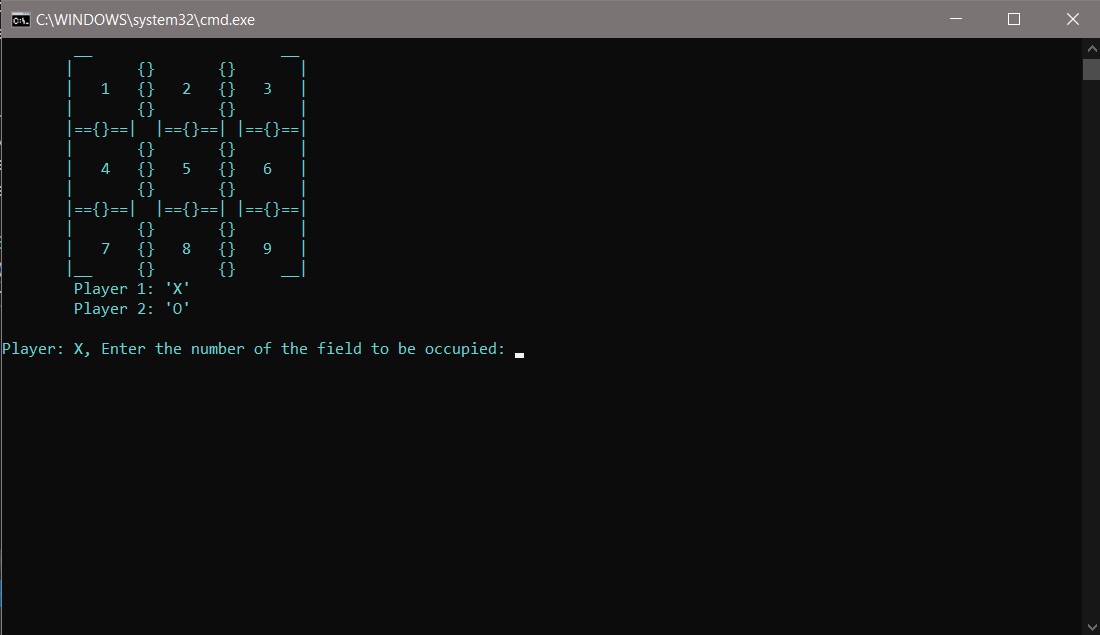 C:\WINDOWS\system32\cmd.exe
        __                     __
       |       {}       {}       |
       |   1   {}   2   {}   3   |
       |       {}       {}       |
       |=={}==|  |=={}==| |=={}==|
       |       {}       {}       |
       |   4   {}   5   {}   6   |
       |       {}       {}       |
       |=={}==|  |=={}==| |=={}==|
       |       {}       {}       |
       |   7   {}   8   {}   9   |
       |__     {}       {}     __|
        Player 1: 'X'
        Player 2: 'O'
Player: X, Enter the number of the field to be occupied: